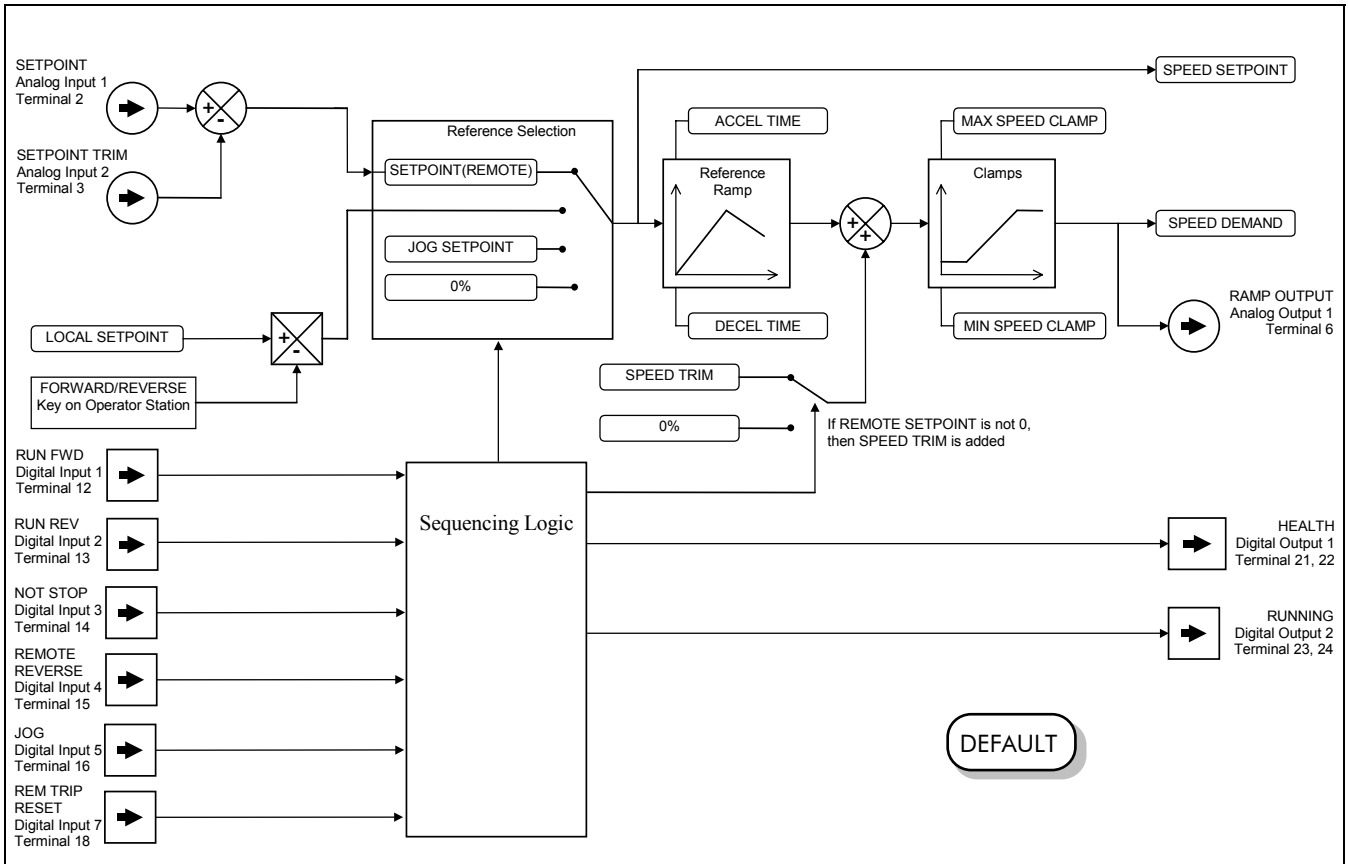 SETPOINT
Analog Input 1
Terminal 2
+
-
SETPOINT TRIM
Analog Input 2
Terminal 3
Reference Selection
SETPOINT(REMOTE)
JOG SETPOINT
0%
SPEED SETPOINT
ACCEL TIME
Reference
Ramp
DECEL TIME
+
+
MAX SPEED CLAMP
Clamps
MIN SPEED CLAMP
SPEED DEMAND
RAMP OUTPUT
Analog Output 1
Terminal 6
LOCAL SETPOINT
+
-
FORWARD/REVERSE
Key on Operator Station
SPEED TRIM
0%
If REMOTE SETPOINT is not 0,
then SPEED TRIM is added
RUN FWD
Digital Input 1
Terminal 12
RUN REV
Digital Input 2
Terminal 13
NOT STOP
Digital Input 3
Terminal 14
REMOTE
REVERSE
Digital Input 4
Terminal 15
JOG
Digital Input 5
Terminal 16
REM TRIP
RESET
Digital Input 7
Terminal 18
Sequencing Logic
HEALTH
Digital Output 1
Terminal 21, 22
RUNNING
Digital Output 2
Terminal 23, 24
DEFAULT